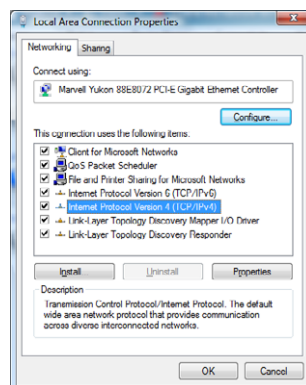 Local Area Connection Properties
Networking Sharing
Connect using:
Marvell Yukon 88E8072 PCI-E Gigabit Ethernet Controller
Configure...
This connection uses the following items:
Client for Microsoft Networks
QoS Packet Scheduler
File and Printer Sharing for Microsoft Networks
Internet Protocol Version 6 (TCP/IPv6)
Internet Protocol Version 4 (TCP/IPv4)
Link-Layer Topology Discovery Mapper I/O Driver
Link-Layer Topology Discovery Responder
Install... Uninstall Properties
Description
Transmission Control Protocol/Internet Protocol. The default
wide area network protocol that provides communication
across diverse interconnected networks.
OK Cancel